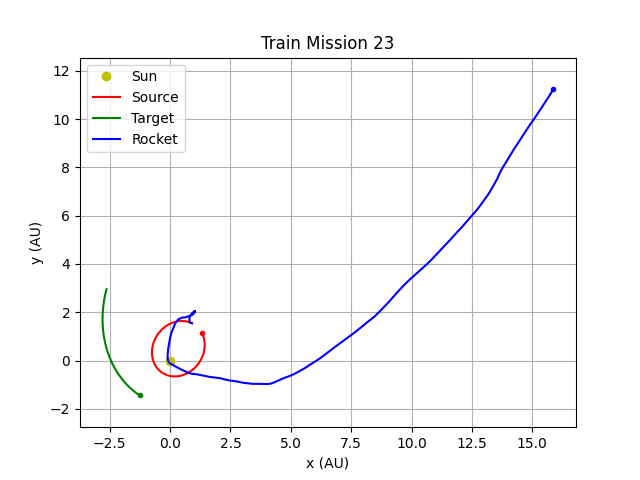 Train Mission 23
Sun
Source
Target
Rocket
12
10
8
6
4
2
0
−2
y (AU)
−2.5 0.0 2.5 5.0 7.5 10.0 12.5 15.0
x (AU)